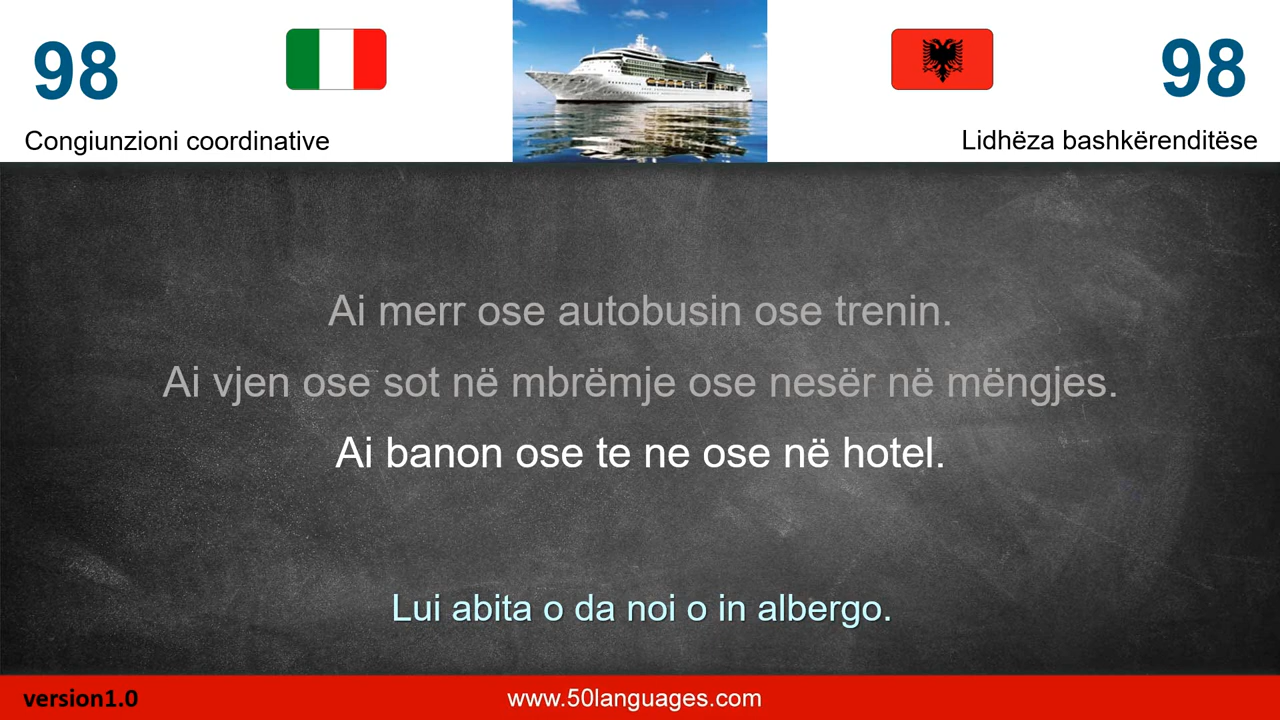 98
98
Congiunzioni coordinative
Lidhëza bashkërenditëse
Ai merr ose autobusin ose trenin.
Ai vjen ose sot në mbrëmje ose nesër në mëngjes.
Ai banon ose te ne ose në hotel.
Lui abita o da noi o in albergo.
version1.0
www.50languages.com